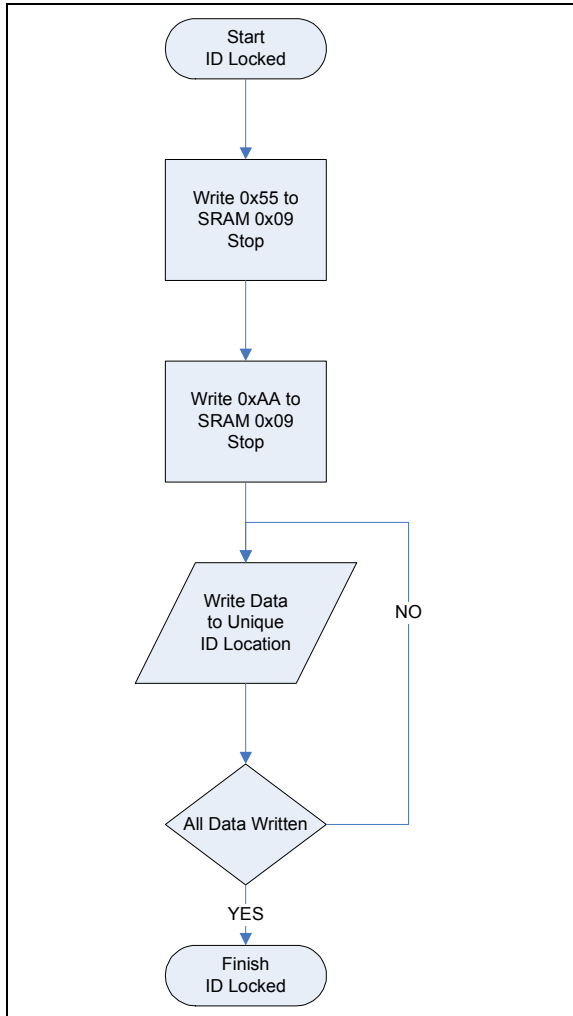 Start
ID Locked
Write 0x55 to
SRAM 0x09
Stop
Write 0xAA to
SRAM 0x09
Stop
Write Data
to Unique
ID Location
NO
All Data Written
YES
Finish
ID Locked